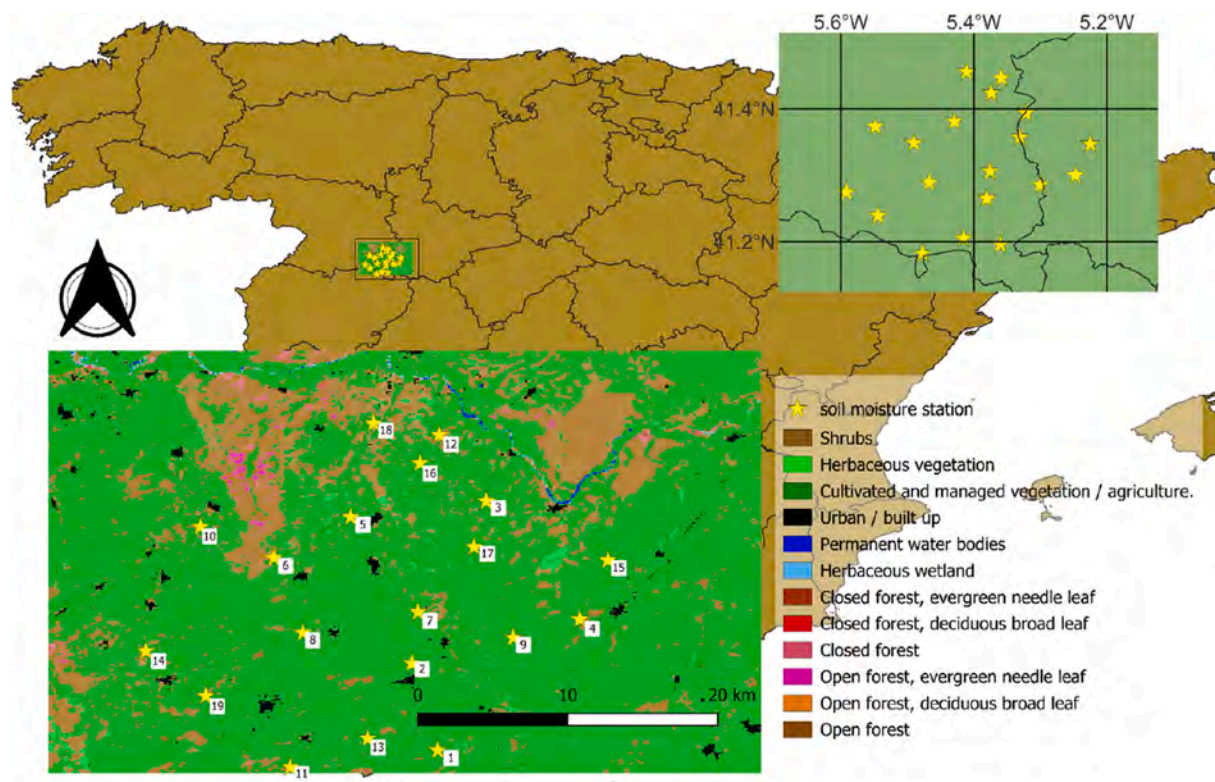 5.6°W 5.4°W 5.2°W
41.4°N
41.2°N
soil moisture station
Shrubs
Herbaceous vegetation
Cultivated and managed vegetation / agriculture.
Urban / built up
Permanent water bodies
Herbaceous wetland
Closed forest, evergreen needle leaf
Closed forest, deciduous broad leaf
Closed forest
Open forest, evergreen needle leaf
Open forest, deciduous broad leaf
Open forest
18
12
16
3
5
10
17
6
15
7
4
8
9
14
2
19
0 10 20 km
13
1
11